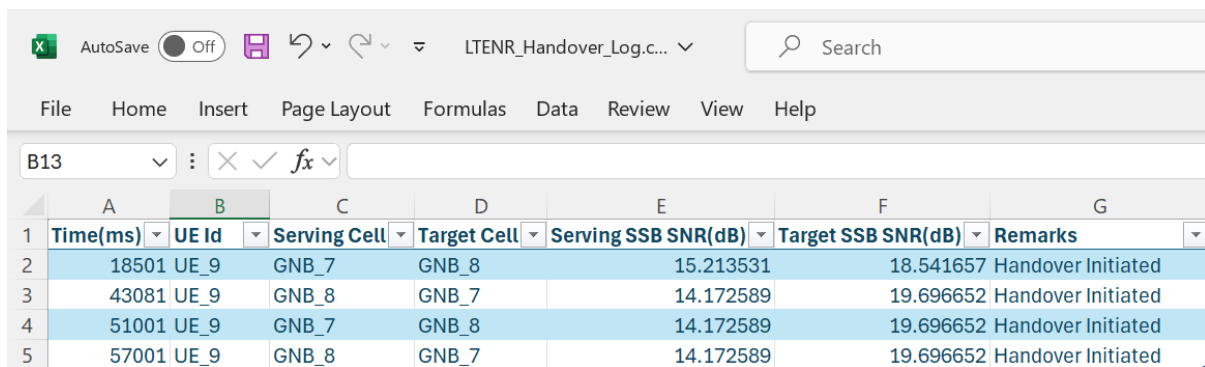 AutoSave Off LTENR_Handover_Log.c... Search
File Home Insert Page Layout Formulas Data Review View Help
B13 fx
A B C D E F G
1 Time(ms) UE Id Serving Cell Target Cell Serving SSB SNR(dB) Target SSB SNR(dB) Remarks
2 18501 UE_9 GNB_7 GNB_8 15.213531 18.541657 Handover Initiated
3 43081 UE_9 GNB_8 GNB_7 14.172589 19.696652 Handover Initiated
4 51001 UE_9 GNB_7 GNB_8 14.172589 19.696652 Handover Initiated
5 57001 UE_9 GNB_8 GNB_7 14.172589 19.696652 Handover Initiated